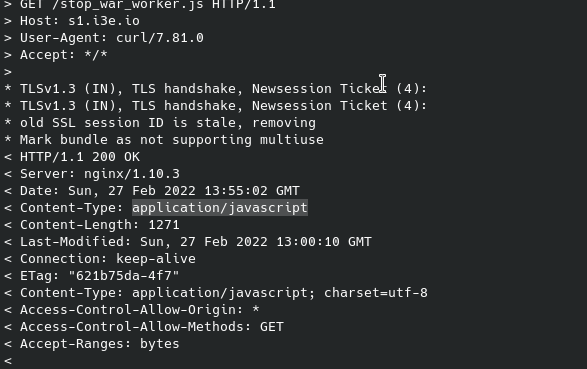 > GET /stop_war_worker.js HTTP/1.1
> Host: s1.i3e.io
> User-Agent: curl/7.81.0
> Accept: */*
>
* TLSv1.3 (IN), TLS handshake, Newsession Ticket (4):
* TLSv1.3 (IN), TLS handshake, Newsession Ticket (4):
* old SSL session ID is stale, removing
* Mark bundle as not supporting multiuse
< HTTP/1.1 200 OK
< Server: nginx/1.10.3
< Date: Sun, 27 Feb 2022 13:55:02 GMT
< Content-Type: application/javascript
< Content-Length: 1271
< Last-Modified: Sun, 27 Feb 2022 13:00:10 GMT
< Connection: keep-alive
< ETag: "621b75da-4f7"
< Content-Type: application/javascript; charset=utf-8
< Access-Control-Allow-Origin: *
< Access-Control-Allow-Methods: GET
< Accept-Ranges: bytes
<